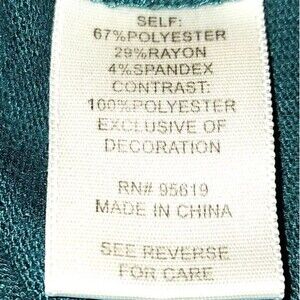 SELF:
67%POLYESTER
29%RAYON
4%SPANDEX
CONTRAST:
100%POLYESTER
EXCLUSIVE OF
DECORATION
RN# 95619
MADE IN CHINA
SEE REVERSE
FOR CARE